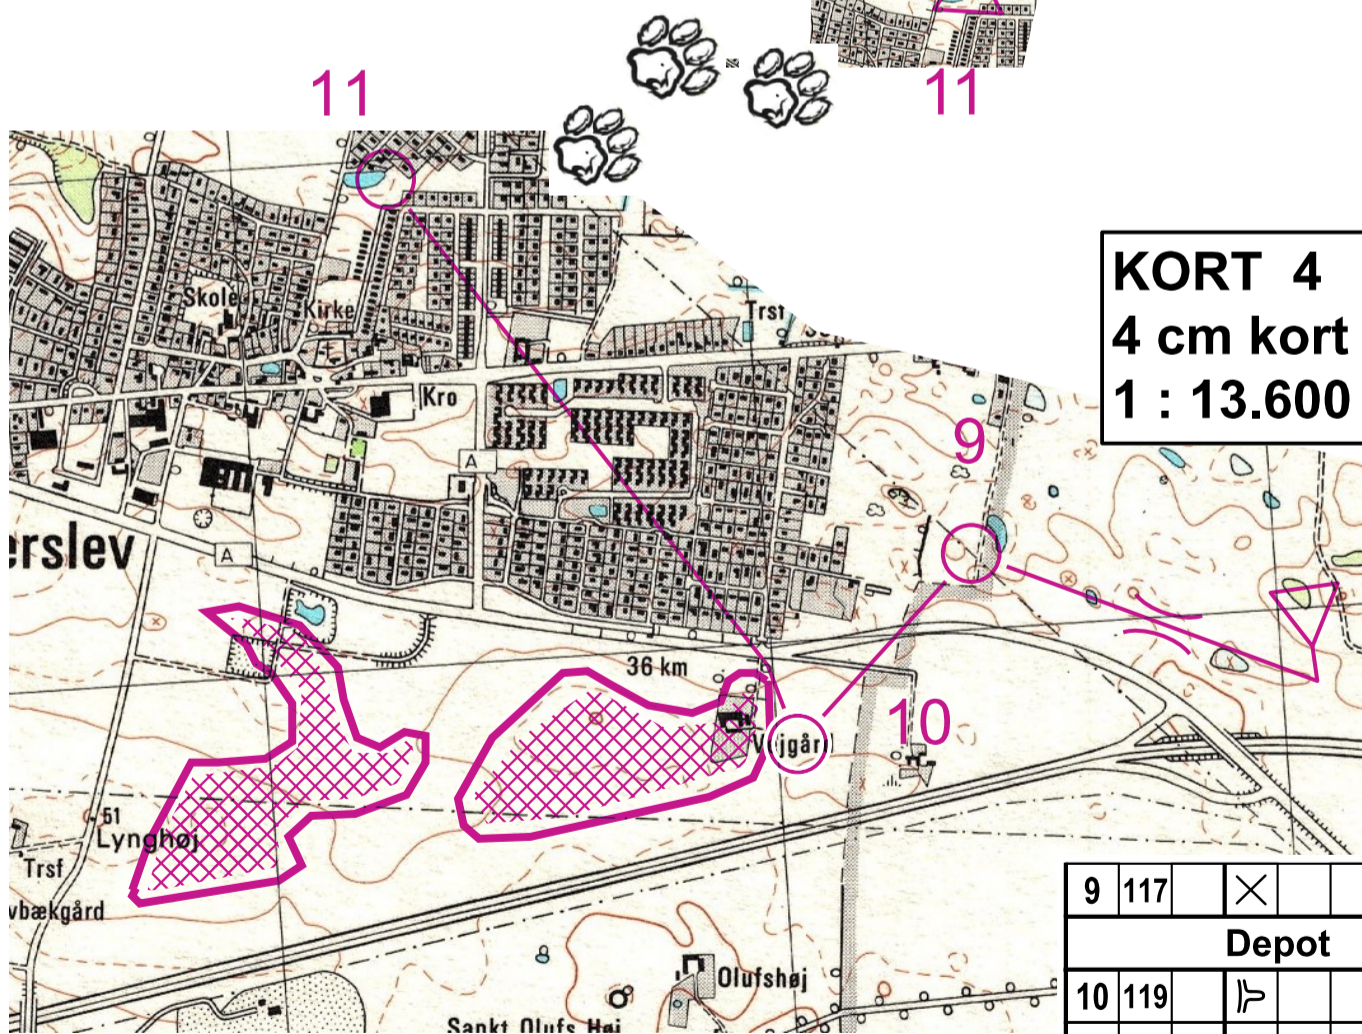 11
11
KORT 4
4 cm kort
1 : 13.600
Skole
Kirke
Trst
Kro
9
A
A
erslev
36 km
10
Vejgård
51
Lynghøj
Trsf
vbækgård
9 117
Depot
10 119
Olufshøj
Sankt Olufs Høj